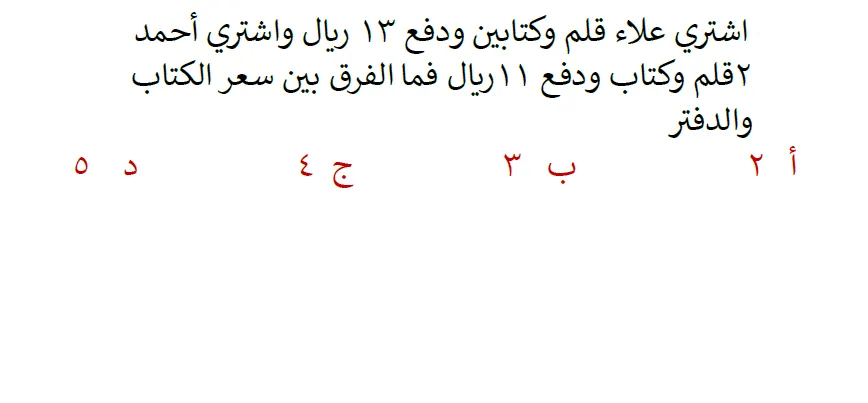 اشتري علاء قلم وكتابين ودفع ١٣ ريال واشتري أحمد
٢قلم وكتاب ودفع ١١ريال فما الفرق بين سعر الكتاب
والدفتر
أ ٢ ب ٣ ج ٤ د ٥